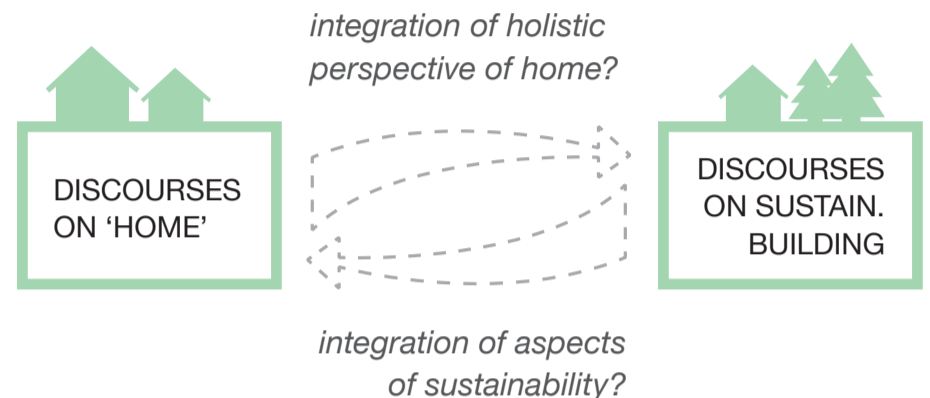 integration of holistic
perspective of home?
DISCOURSES
ON ‘HOME’
DISCOURSES
ON SUSTAIN.
BUILDING
integration of aspects
of sustainability?